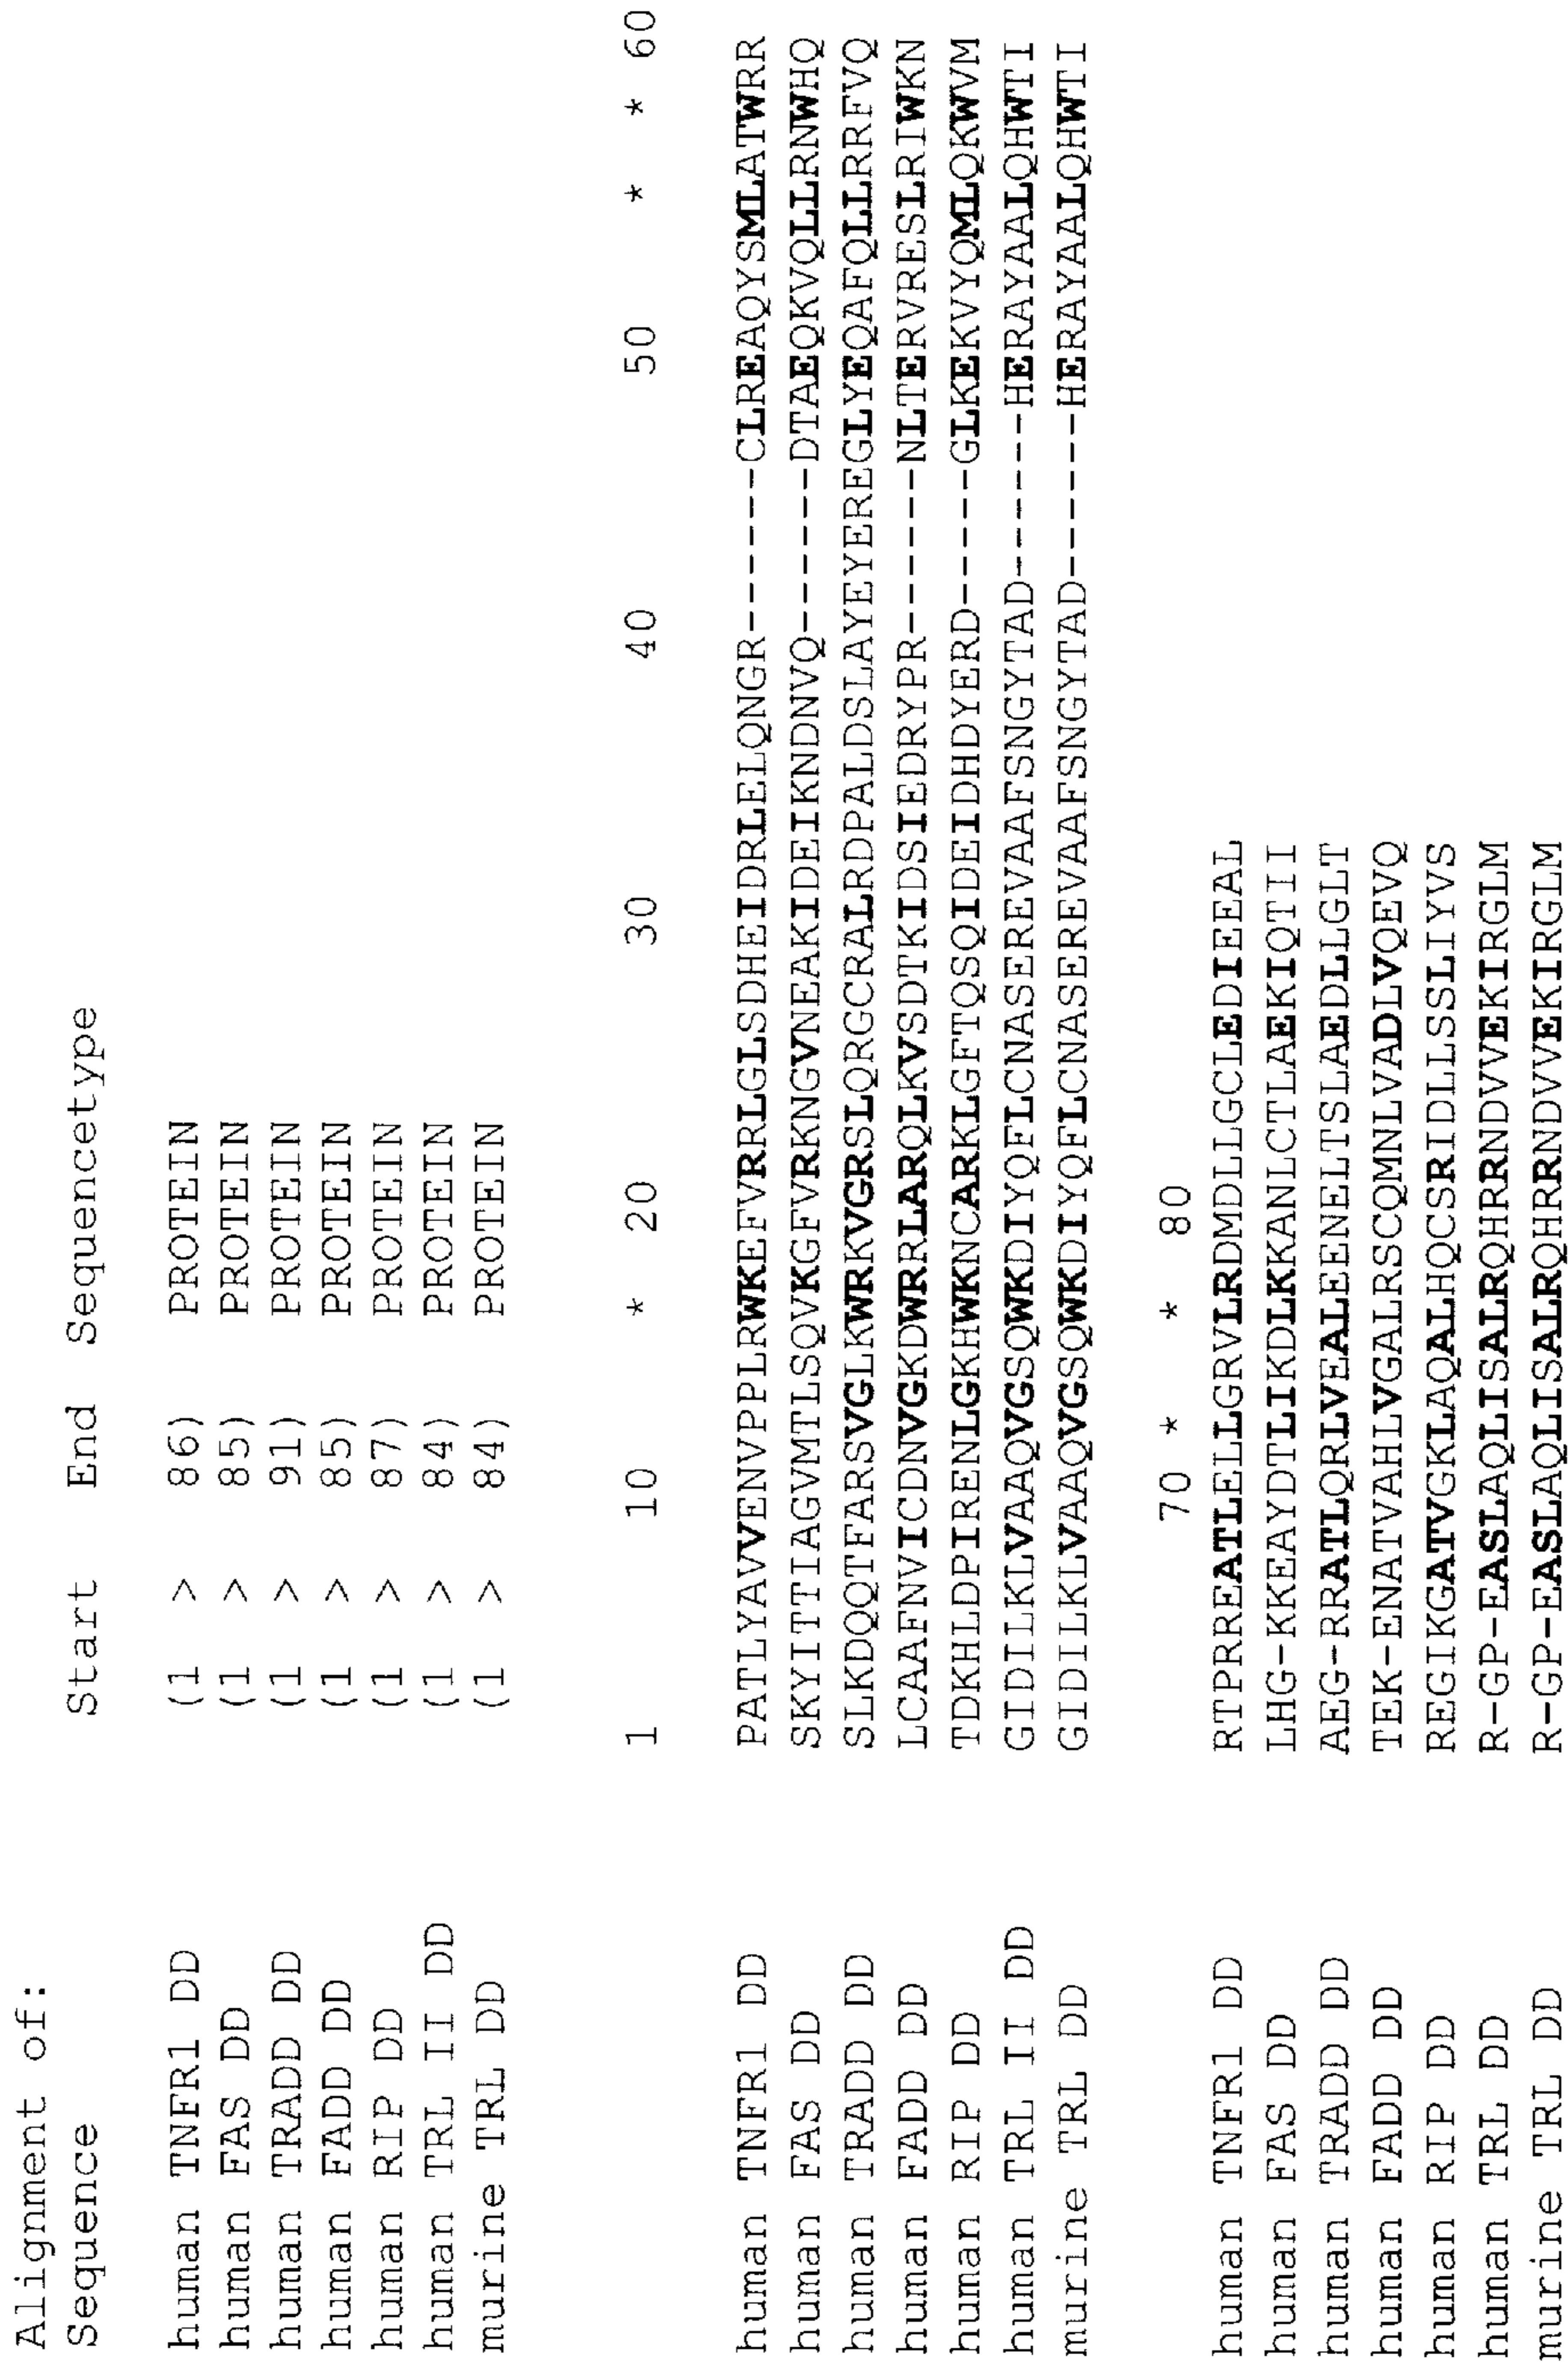 Alignment of:
Sequence Start End Sequencetype
human TNFR1 DD (1 > 86) PROTEIN
human FAS DD (1 > 85) PROTEIN
human TRADD DD (1 > 91) PROTEIN
human FADD DD (1 > 85) PROTEIN
human RIP DD (1 > 87) PROTEIN
human TRL II DD (1 > 84) PROTEIN
murine TRL DD (1 > 84) PROTEIN
1 10 * 20 30 40 50 * * 60
human TNFR1 DD PATLYAVVENVPPLRWKEFVRRLGLSDHEIDRLELQNGR-------CLREAQYSMLATWRR
human FAS DD SKYITTIAGVMTLSQVKGFVRKNGVNEAKIDEIKNDNVQ-------DTAEQKVQLLRNWHQ
human TRADD DD SLKDQQTFARSVGLKWRKVGRSLQRGCRALRDPALDSLAYEYEREGLYEQAFQLLRRFVQ
human FADD DD LCAAFNVICDNVGKDWRRLARQLKVSDTKIDSIEDRYPR-------NLTERVRESLRIWKN
human RIP DD TDKHLDPIRENLGKHWKNCARKLGFTQSQIDEIDHDYERD------GLKEKVYQMLQKWVM
human TRL II DD GIDILKLVAAQVGSQWKDIYQFLCNASEREVAAFSNGYTAD------HERAYAALQHWTI
murine TRL DD GIDILKLVAAQVGSQWKDIYQFLCNASEREVAAFSNGYTAD------HERAYAALQHWTI
70 * * 80
human TNFR1 DD RTPRREATLELLGRVLRDMDLLGCLEDIEEAL
human FAS DD LHG-KKEAYDTLIKDLKKANLCTLAEKIQTII
human TRADD DD AEG-RRATLQRLVEALEENELTSLAEDLLGLT
human FADD DD TEK-ENATVAHLVGALRSCQMNLVADLVQEVQ
human RIP DD REGIKGATVGKLAQALHQCSRIDLLSSLIYVS
human TRL DD R-GP-EASLAQLISALRQHRRNDVVEKIRGLM
murine TRL DD R-GP-EASLAQLISALRQHRRNDVVEKIRGLM